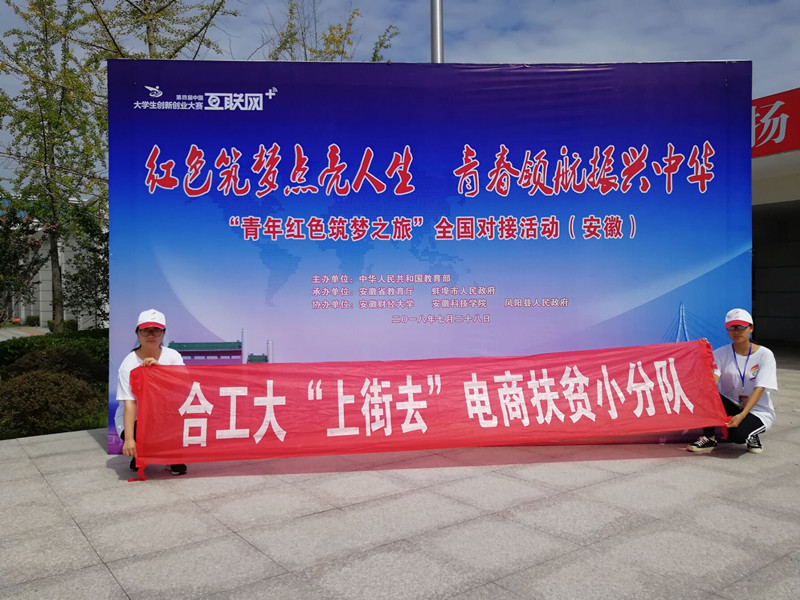 第四届中国
大学生创新创业大赛 互联网+
红色筑梦点亮人生 青春领航振兴中华
“青年红色筑梦之旅”全国对接活动（安徽）
主办单位：中华人民共和国教育部
承办单位：安徽省教育厅 蚌埠市人民政府
协办单位：安徽财经大学 安徽科技学院 凤阳县人民政府
二〇一八年七月二十八日
扬
合工大“上街去”电商扶贫小分队